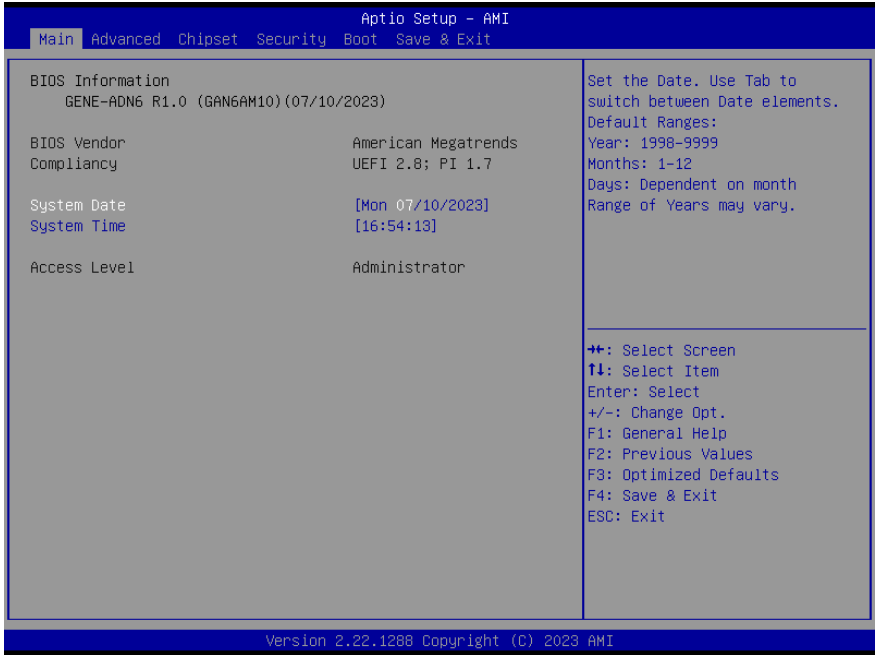 Aptio Setup – AMI
Main Advanced Chipset Security Boot Save & Exit
BIOS Information
GENE-ADN6 R1.0 (GAN6AM10)(07/10/2023)
BIOS Vendor American Megatrends
Compliancy UEFI 2.8; PI 1.7
System Date [Mon 07/10/2023]
System Time [16:54:13]
Access Level Administrator
Set the Date. Use Tab to
switch between Date elements.
Default Ranges:
Year: 1998-9999
Months: 1-12
Days: Dependent on month
Range of Years may vary.
→←: Select Screen
↑↓: Select Item
Enter: Select
+/-: Change Opt.
F1: General Help
F2: Previous Values
F3: Optimized Defaults
F4: Save & Exit
ESC: Exit
Version 2.22.1288 Copyright (C) 2023 AMI